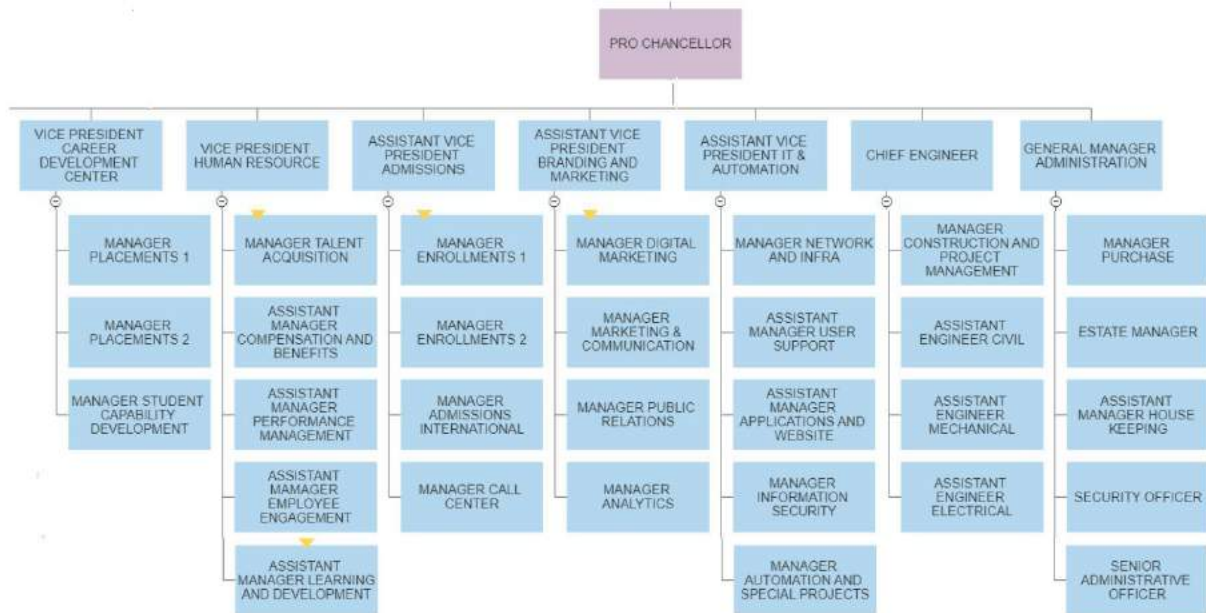 PRO CHANCELLOR
VICE PRESIDENT
CAREER
DEVELOPMENT
CENTER
VICE PRESIDENT
HUMAN RESOURCE
ASSISTANT VICE
PRESIDENT
ADMISSIONS
ASSISTANT VICE
PRESIDENT
BRANDING AND
MARKETING
ASSISTANT VICE
PRESIDENT IT &
AUTOMATION
CHIEF ENGINEER
GENERAL MANAGER
ADMINISTRATION
MANAGER
PLACEMENTS 1
MANAGER
PLACEMENTS 2
MANAGER STUDENT
CAPABILITY
DEVELOPMENT
MANAGER TALENT
ACQUISITION
ASSISTANT
MANAGER
COMPENSATION AND
BENEFITS
ASSISTANT
MANAGER
PERFORMANCE
MANAGEMENT
ASSISTANT
MAMAGER
EMPLOYEE
ENGAGEMENT
ASSISTANT
MANAGER LEARNING
AND DEVELOPMENT
MANAGER
ENROLLMENTS 1
MANAGER
ENROLLMENTS 2
MANAGER
ADMISSIONS
INTERNATIONAL
MANAGER CALL
CENTER
MANAGER DIGITAL
MARKETING
MANAGER
MARKETING &
COMMUNICATION
MANAGER PUBLIC
RELATIONS
MANAGER
ANALYTICS
MANAGER NETWORK
AND INFRA
ASSISTANT
MANAGER USER
SUPPORT
ASSISTANT
MANAGER
APPLICATIONS AND
WEBSITE
MANAGER
INFORMATION
SECURITY
MANAGER
AUTOMATION AND
SPECIAL PROJECTS
MANAGER
CONSTRUCTION AND
PROJECT
MANAGEMENT
ASSISTANT
ENGINEER CIVIL
ASSISTANT
ENGINEER
MECHANICAL
ASSISTANT
ENGINEER
ELECTRICAL
MANAGER
PURCHASE
ESTATE MANAGER
ASSISTANT
MANAGER HOUSE
KEEPING
SECURITY OFFICER
SENIOR
ADMINISTRATIVE
OFFICER